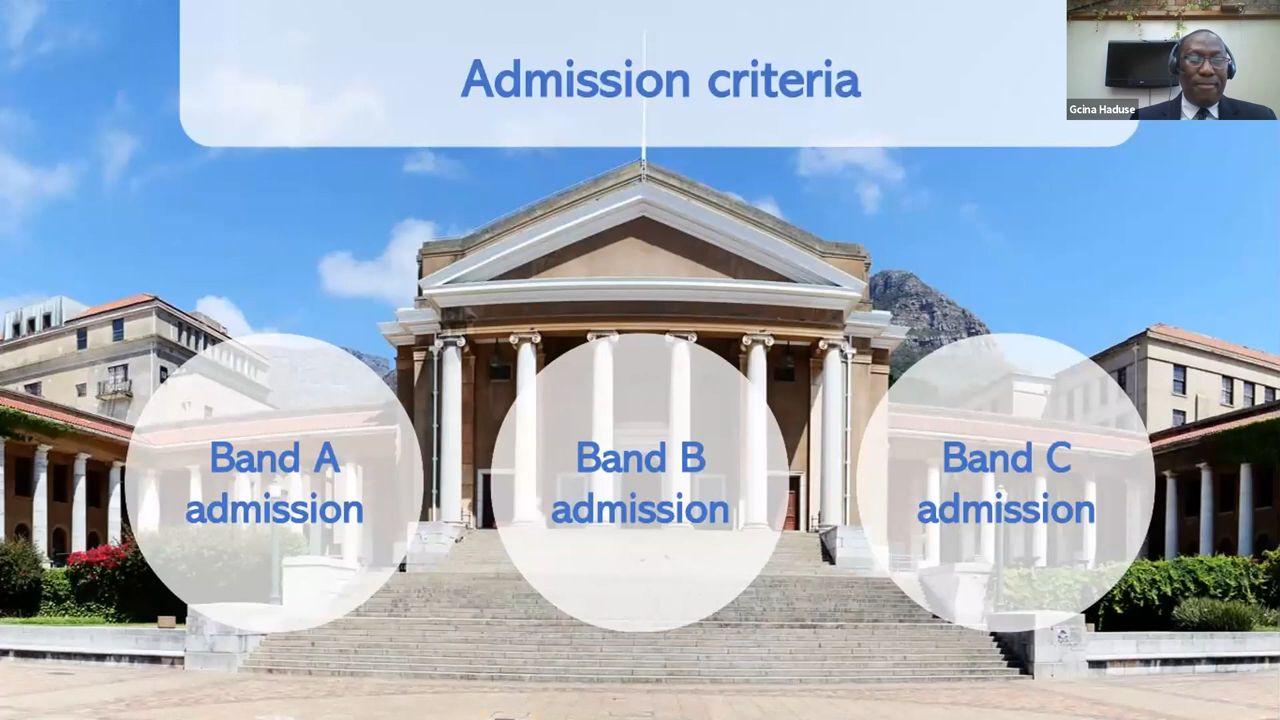 Admission criteria
Gcina Haduse
Band A
admission
Band B
admission
Band C
admission